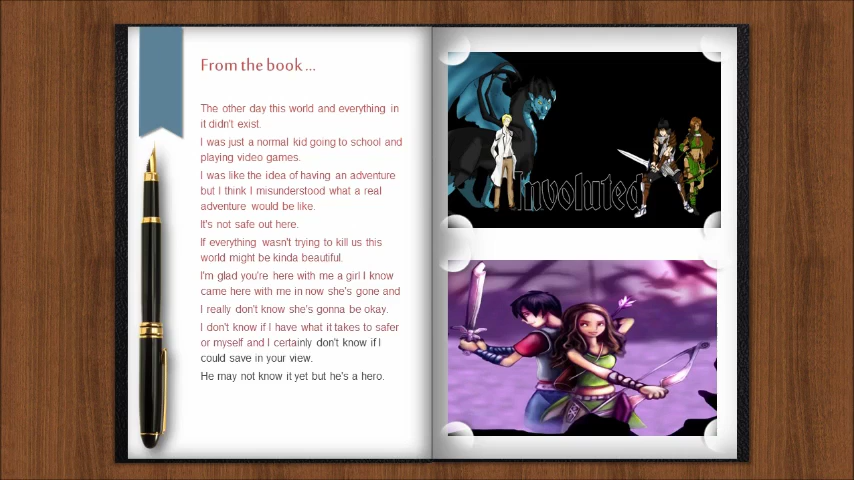 From the book...
The other day this world and everything in
it didn't exist.
I was just a normal kid going to school and
playing video games.
I was like the idea of having an adventure
but I think I misunderstood what a real
adventure would be like.
It's not safe out here.
If everything wasn't trying to kill us this
world might be kinda beautiful.
I'm glad you're here with me a girl I know
came here with me in now she's gone and
I really don't know she's gonna be okay.
I don't know if I have what it takes to safer
or myself and I certainly don't know if I
could save in your view.
He may not know it yet but he's a hero.
Involuted